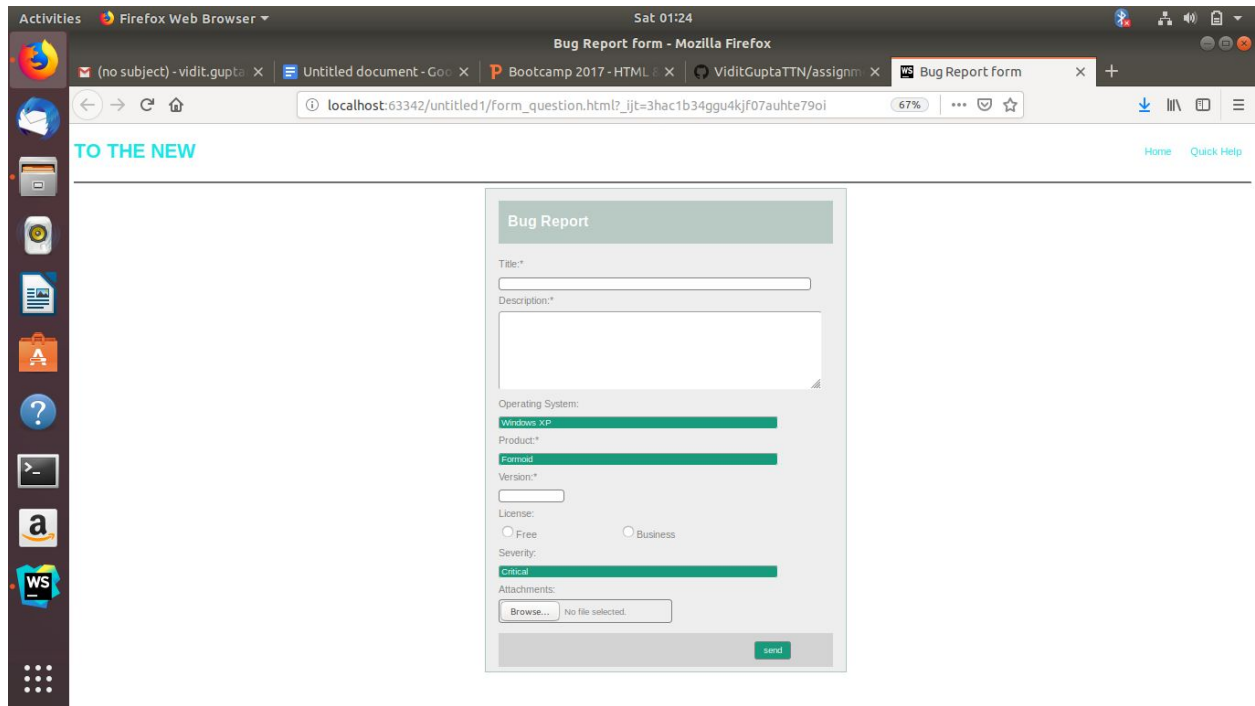 Activities Firefox Web Browser Sat 01:24
Bug Report form - Mozilla Firefox
(no subject) - vidit.gupta Untitled document - Goo Bootcamp 2017 - HTML & ViditGuptaTTN/assignm Bug Report form
localhost:63342/untitled1/form_question.html?_ijt=3hac1b34ggu4kjf07auhte79oi 67%
TO THE NEW Home Quick Help
Bug Report
Title:*
Description:*
Operating System:
Windows XP
Product:*
Formoid
Version:*
License:
Free Business
Severity:
Critical
Attachments:
Browse... No file selected.
send
a
WS